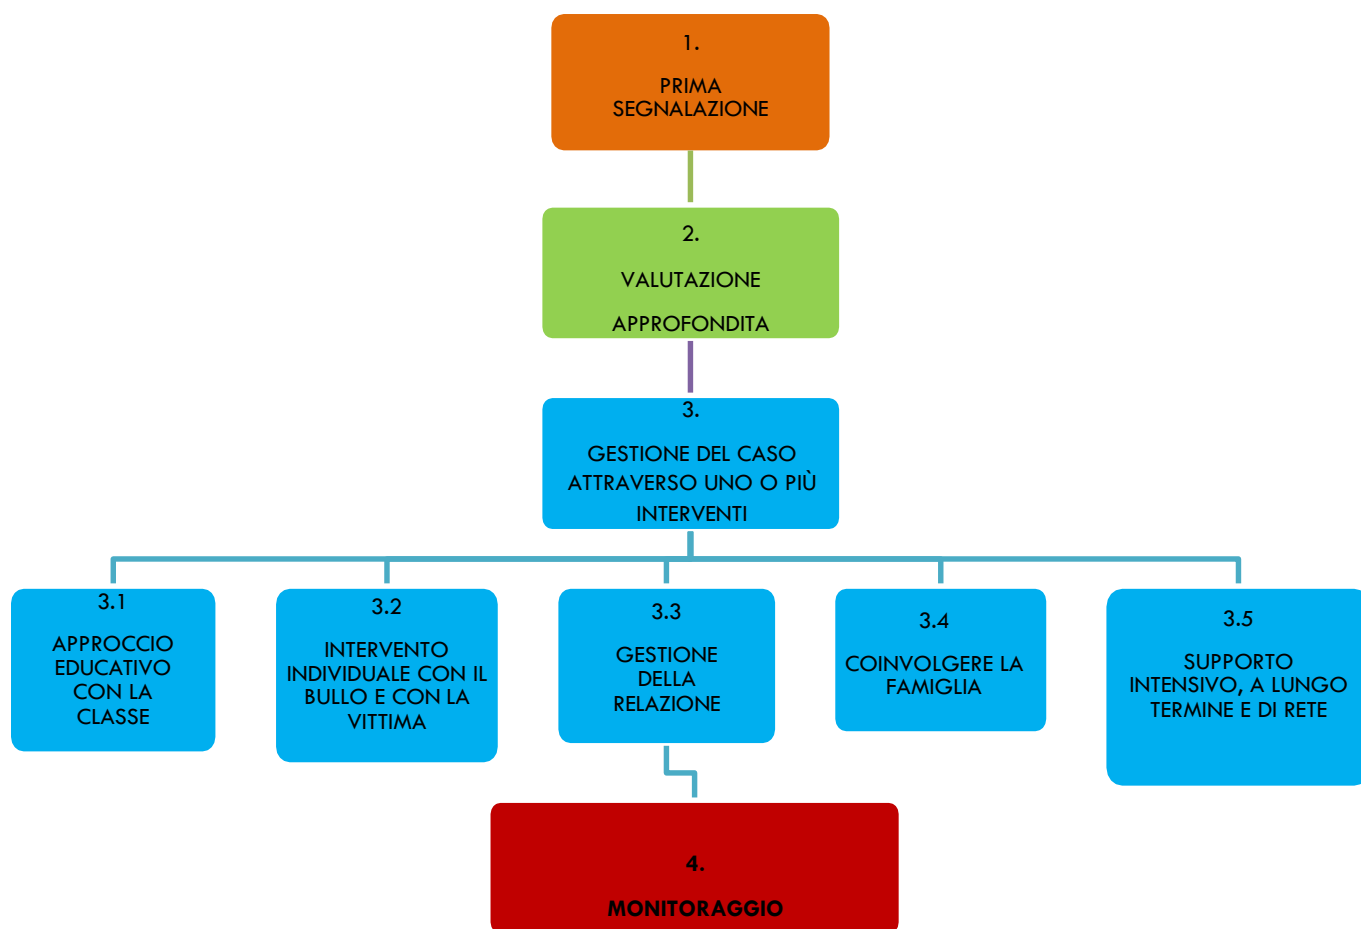 1.
PRIMA
SEGNALAZIONE
2.
VALUTAZIONE
APPROFONDITA
3.
GESTIONE DEL CASO
ATTRAVERSO UNO O PIÙ
INTERVENTI
3.1
APPROCCIO
EDUCATIVO
CON LA
CLASSE
3.2
INTERVENTO
INDIVIDUALE CON IL
BULLO E CON LA
VITTIMA
3.3
GESTIONE
DELLA
RELAZIONE
3.4
COINVOLGERE LA
FAMIGLIA
3.5
SUPPORTO
INTENSIVO, A LUNGO
TERMINE E DI RETE
4.
MONITORAGGIO